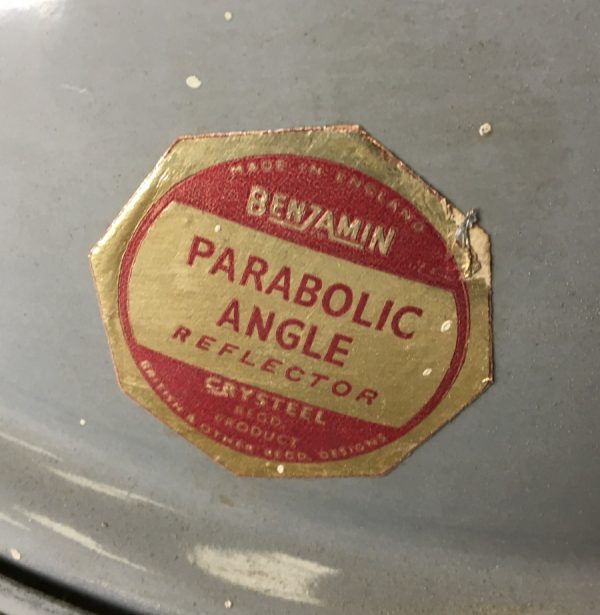 MADE IN ENGLAND
BENJAMIN
PARABOLIC
ANGLE
REFLECTOR
CRYSTEEL
REGD.
PRODUCT
BRITISH & OTHER REGD. DESIGNS